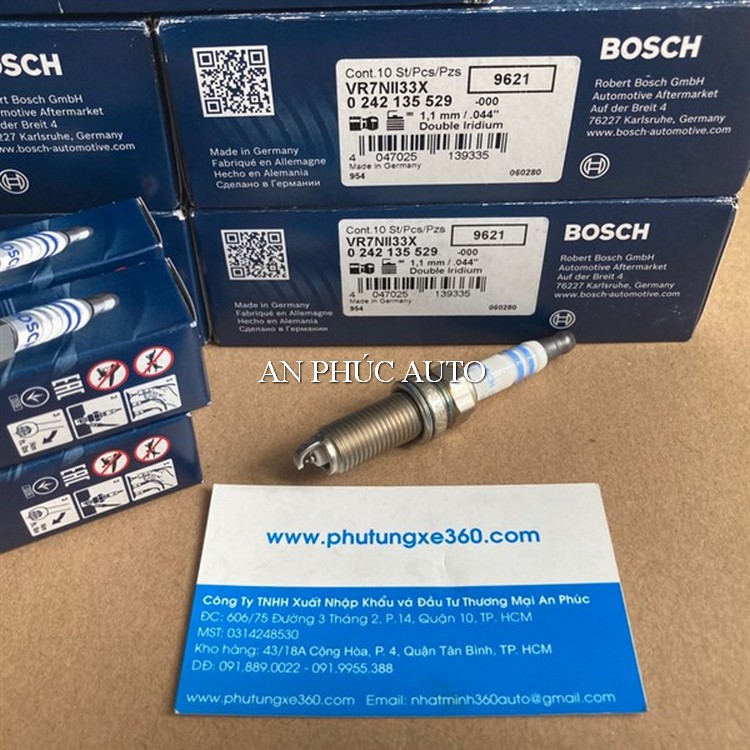 BOSCH
Cont.10 St/Pcs/Pzs
9621
VR7NII33X
0 242 135 529 -000
= 1,1 mm / .044"
Double Iridium
4 047025 139335
Made in Germany
954
060280
Robert Bosch GmbH
Automotive Aftermarket
Auf der Breit 4
76227 Karlsruhe, Germany
www.bosch-automotive.com
Made in Germany
Fabriqué en Allemagne
Hecho en Alemania
Сделано в Германии
BOSCH
Cont.10 St/Pcs/Pzs
9621
VR7NII33X
0 242 135 529 -000
= 1,1 mm / .044"
Double Iridium
4 047025 139335
Made in Germany
954
060280
Robert Bosch GmbH
Automotive Aftermarket
Auf der Breit 4
76227 Karlsruhe, Germany
www.bosch-automotive.com
Made in Germany
Fabriqué en Allemagne
Hecho en Alemania
Сделано в Германии
BOSCH
BOSCH
EAC
EAC
AN PHÚC AUTO
www.phutungxe360.com
Công Ty TNHH Xuất Nhập Khẩu và Đầu Tư Thương Mại An Phúc
ĐC: 606/75 Đường 3 Tháng 2, P.14, Quận 10, TP. HCM
MST: 0314248530
Kho hàng: 43/18A Cộng Hòa, P. 4, Quận Tân Bình, TP. HCM
DĐ: 091.889.0022 - 091.9955.388
www.phutungxe360.com Email: nhatminh360auto@gmail.com